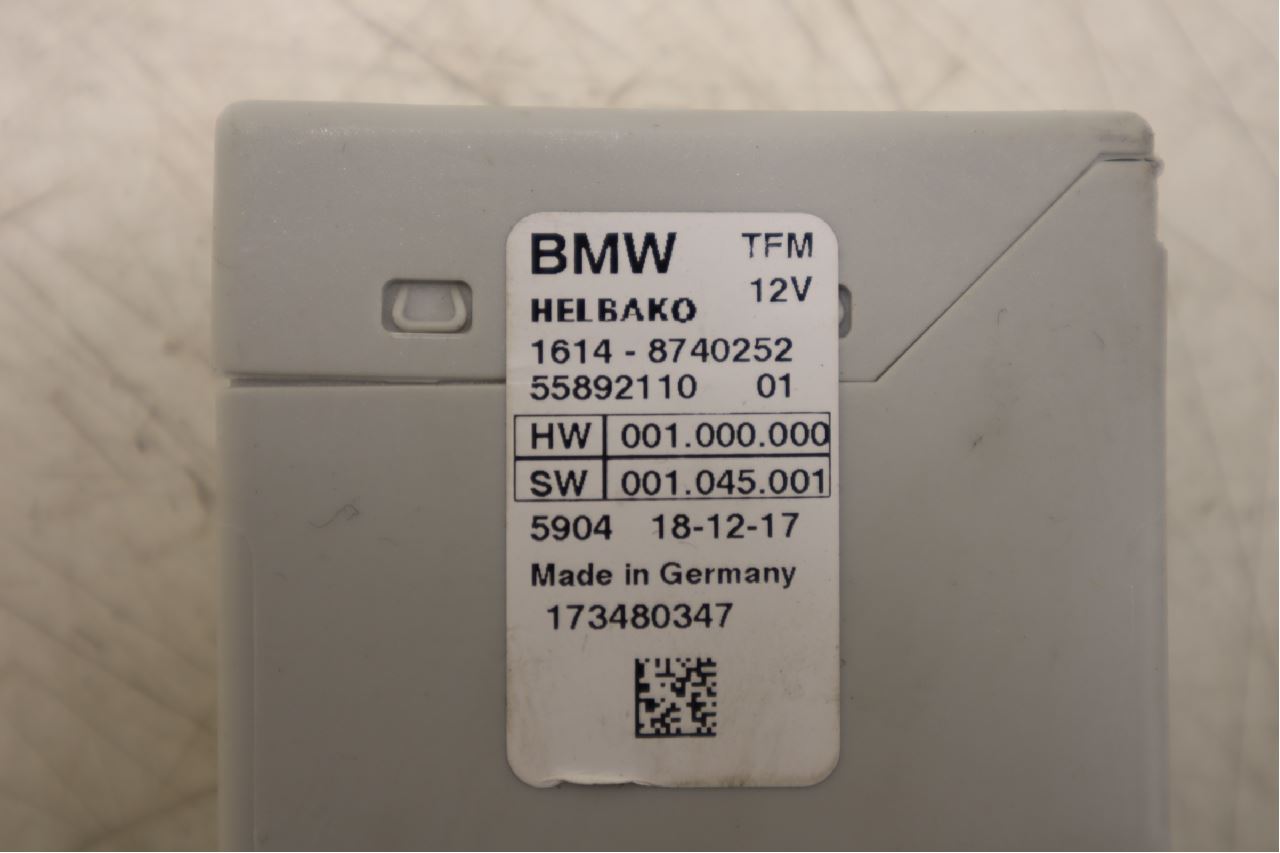 BMW TFM
12V
HELBAKO
1614 - 8740252
55892110 01
HW 001.000.000
SW 001.045.001
5904 18-12-17
Made in Germany
173480347